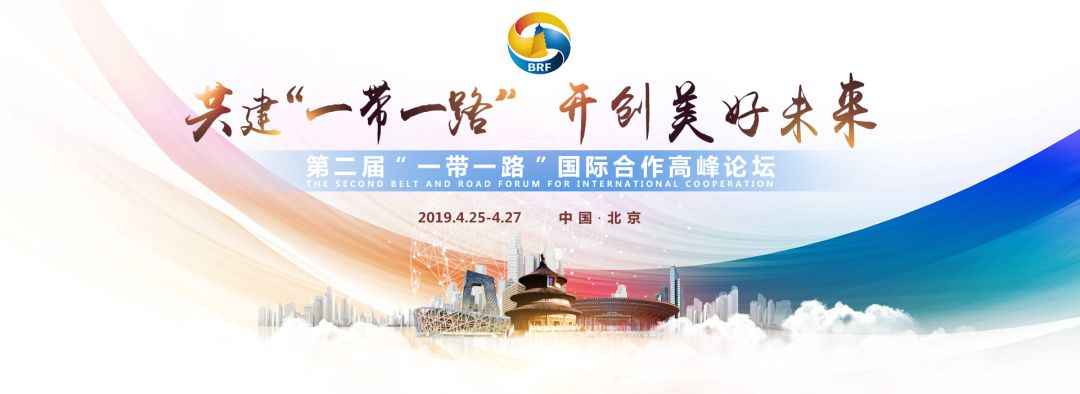 BRF
共建“一带一路” 开创美好未来
第二届“一带一路”国际合作高峰论坛
THE SECOND BELT AND ROAD FORUM FOR INTERNATIONAL COOPERATION
2019.4.25-4.27 中国·北京